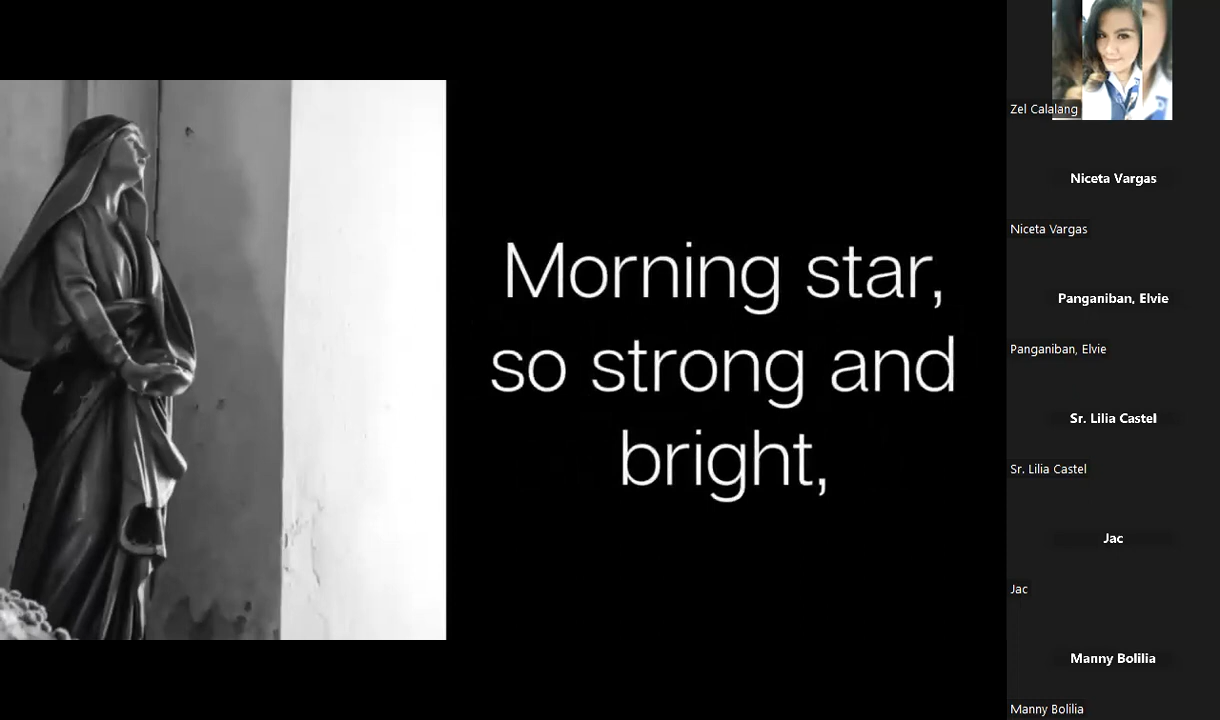 Morning star,
so strong and
bright,
Zel Calalang
Niceta Vargas
Niceta Vargas
Panganiban, Elvie
Panganiban, Elvie
Sr. Lilia Castel
Sr. Lilia Castel
Jac
Jac
Manny Bolilia
Manny Bolilia